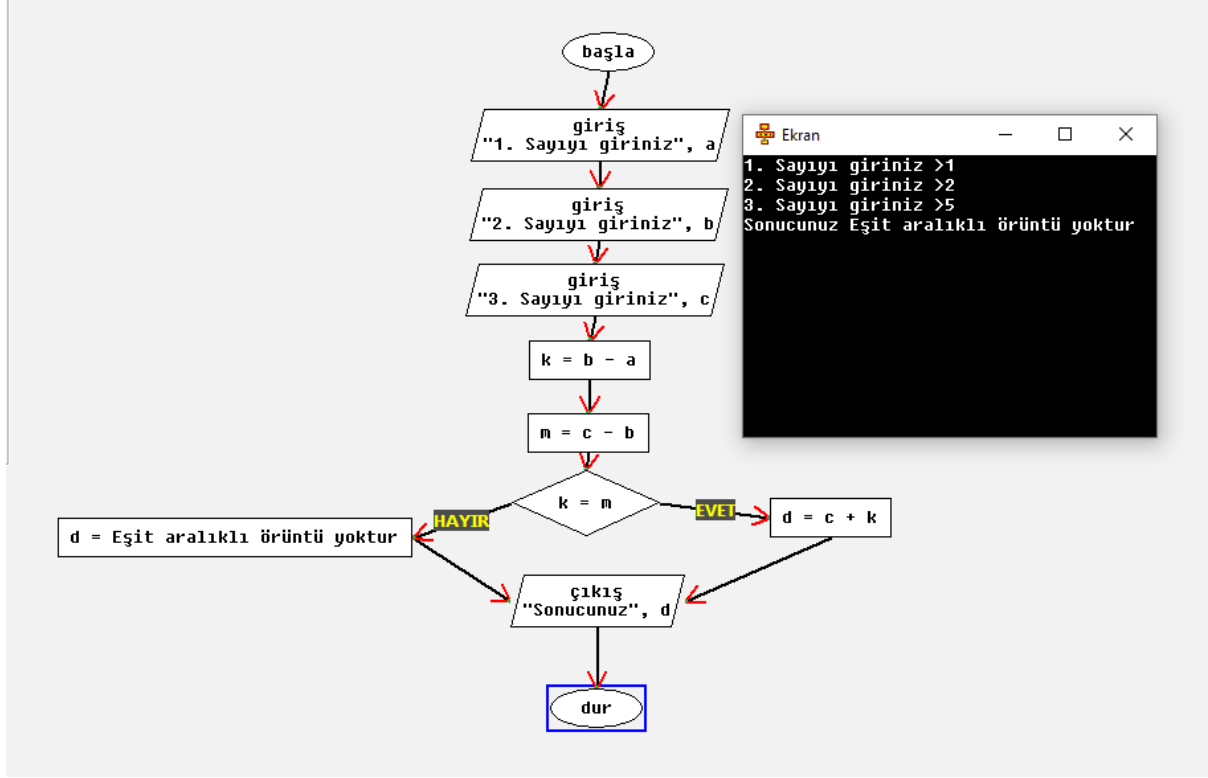 başla
giriş
"1. Sayıyı giriniz", a
giriş
"2. Sayıyı giriniz", b
giriş
"3. Sayıyı giriniz", c
k = b - a
m = c - b
k = m
HAYIR
EVET
d = Eşit aralıklı örüntü yoktur
d = c + k
çıkış
"Sonucunuz", d
dur
Ekran
1. Sayıyı giriniz >1
2. Sayıyı giriniz >2
3. Sayıyı giriniz >5
Sonucunuz Eşit aralıklı örüntü yoktur